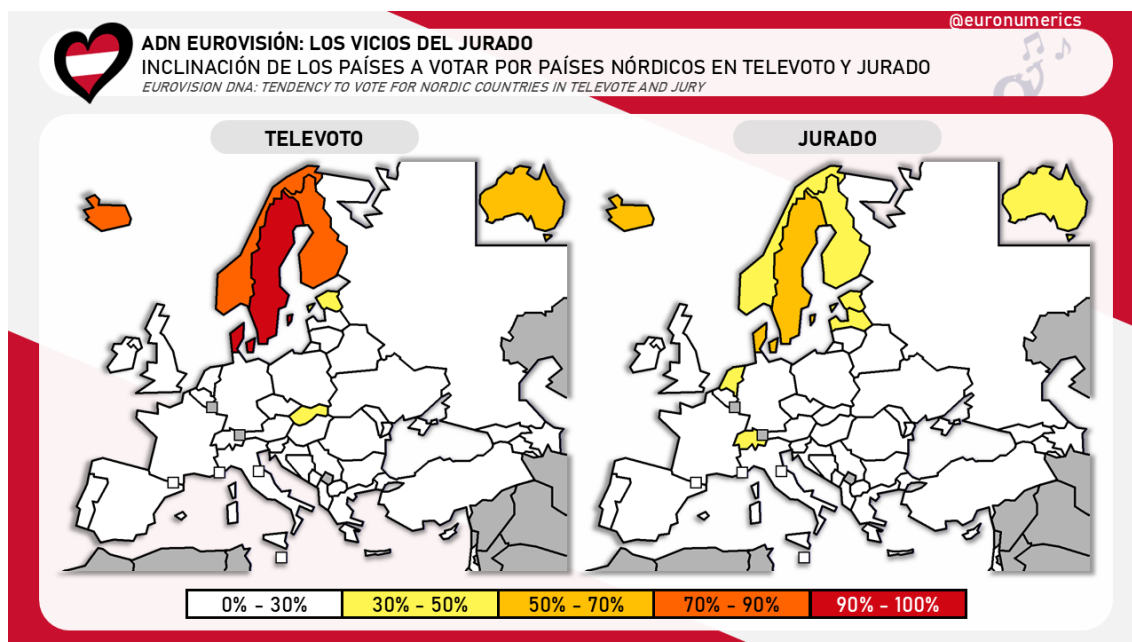 @euronumerics
ADN EUROVISIÓN: LOS VICIOS DEL JURADO
INCLINACIÓN DE LOS PAÍSES A VOTAR POR PAÍSES NÓRDICOS EN TELEVOTO Y JURADO
EUROVISION DNA: TENDENCY TO VOTE FOR NORDIC COUNTRIES IN TELEVOTE AND JURY
TELEVOTO
JURADO
0% - 30%
30% - 50%
50% - 70%
70% - 90%
90% - 100%